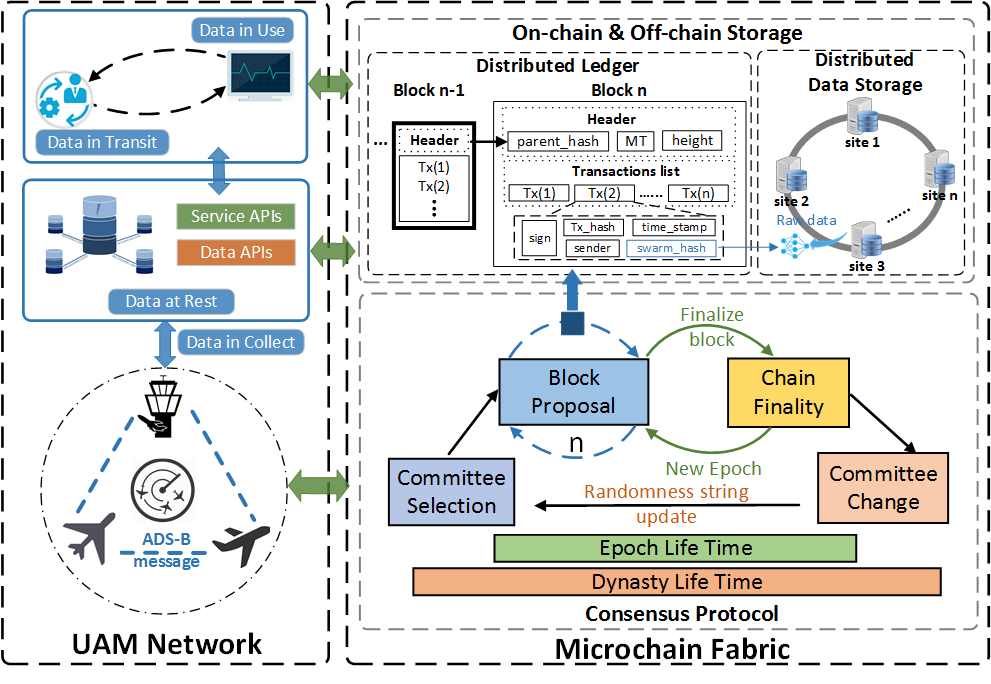 Data in Use
Data in Transit
Service APIs
Data APIs
Data at Rest
Data in Collect
ADS-B
message
UAM Network
On-chain & Off-chain Storage
Distributed Ledger
Block n-1
Block n
...
Header
Tx(1)
Tx(2)
⋮
Header
parent_hash
MT
height
Transactions list
Tx(1)
Tx(2)
......
Tx(n)
sign
Tx_hash
time_stamp
sender
swarm_hash
Distributed
Data Storage
site 1
site 2
site n
......
Raw data
site 3
Finalize
block
Block
Proposal
Chain
Finality
n
New Epoch
Committee
Selection
Randomness string
update
Committee
Change
Epoch Life Time
Dynasty Life Time
Consensus Protocol
Microchain Fabric